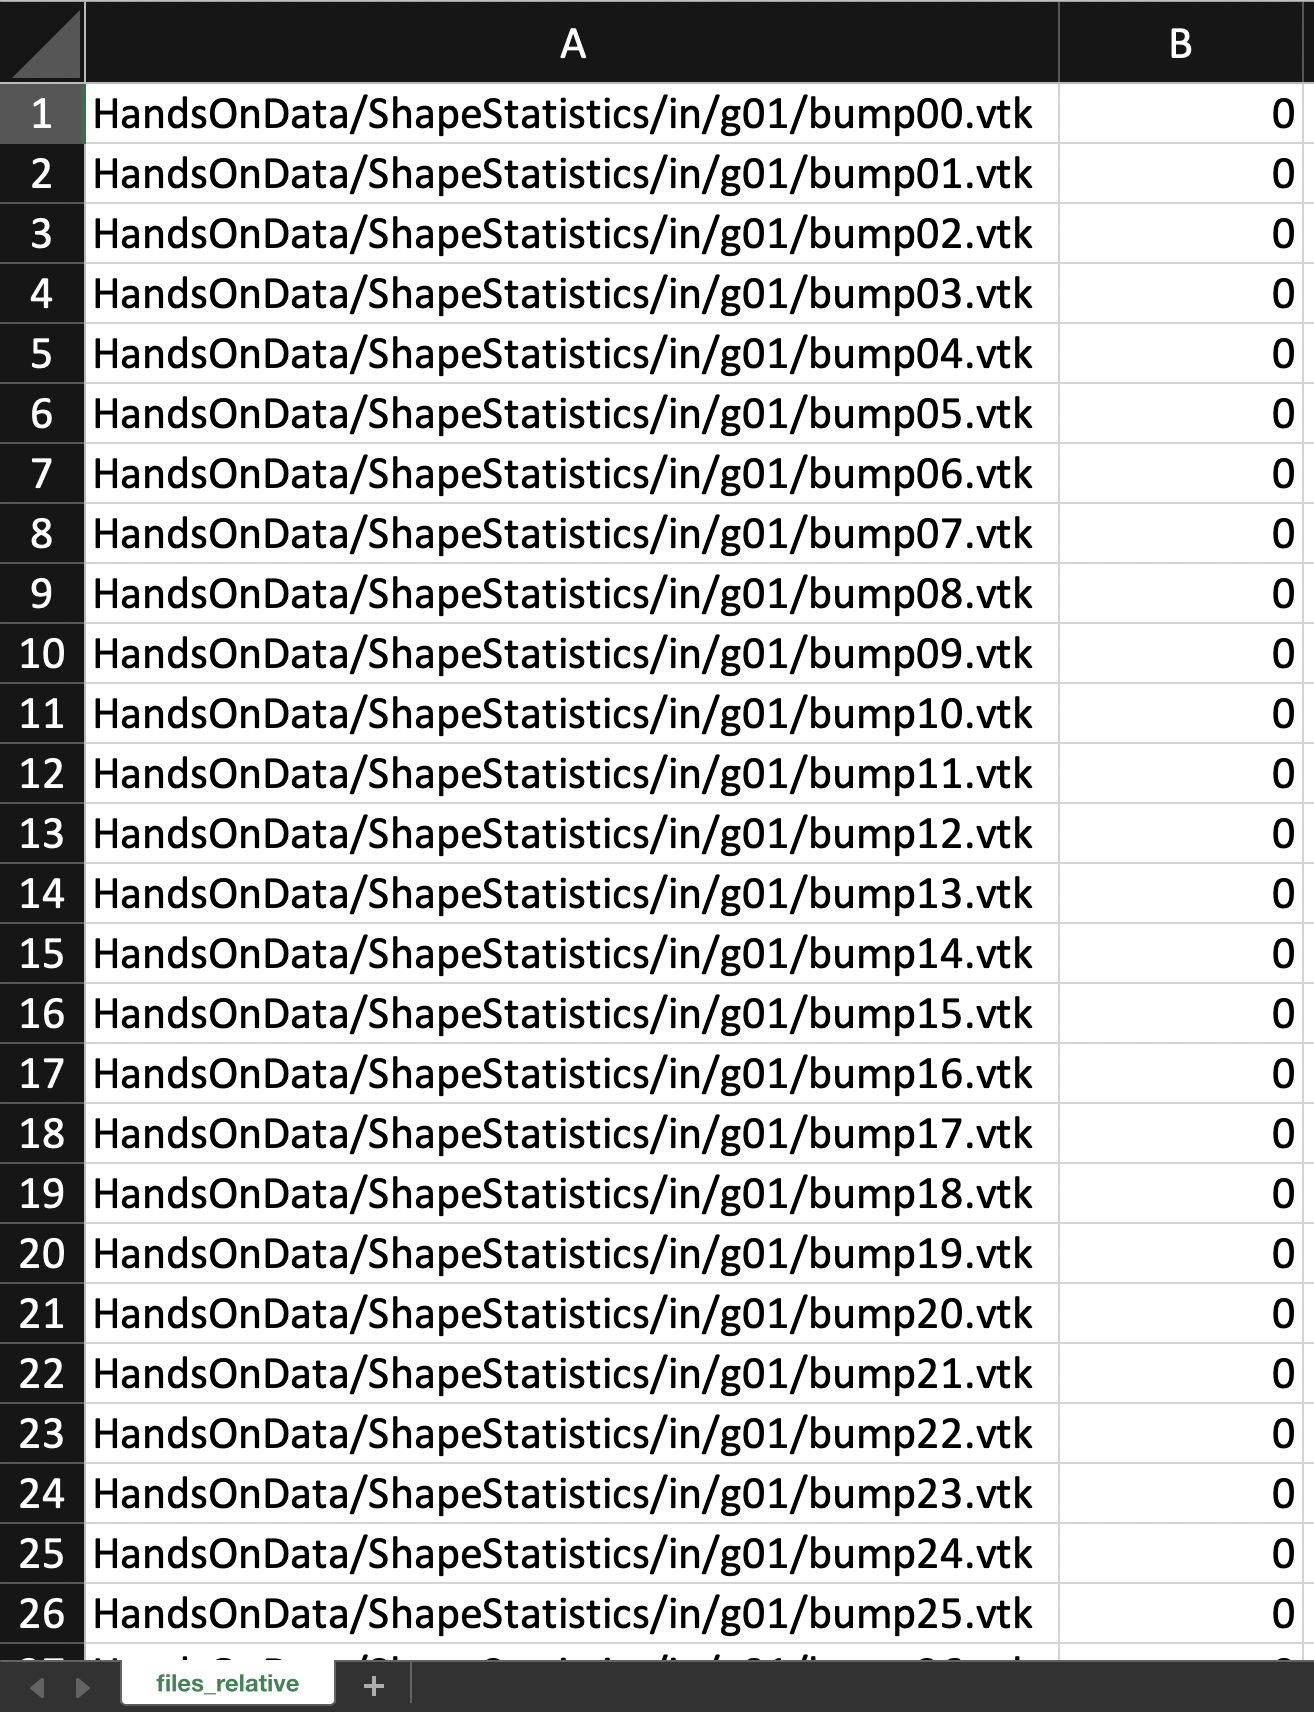 A B
1 HandsOnData/ShapeStatistics/in/g01/bump00.vtk 0
2 HandsOnData/ShapeStatistics/in/g01/bump01.vtk 0
3 HandsOnData/ShapeStatistics/in/g01/bump02.vtk 0
4 HandsOnData/ShapeStatistics/in/g01/bump03.vtk 0
5 HandsOnData/ShapeStatistics/in/g01/bump04.vtk 0
6 HandsOnData/ShapeStatistics/in/g01/bump05.vtk 0
7 HandsOnData/ShapeStatistics/in/g01/bump06.vtk 0
8 HandsOnData/ShapeStatistics/in/g01/bump07.vtk 0
9 HandsOnData/ShapeStatistics/in/g01/bump08.vtk 0
10 HandsOnData/ShapeStatistics/in/g01/bump09.vtk 0
11 HandsOnData/ShapeStatistics/in/g01/bump10.vtk 0
12 HandsOnData/ShapeStatistics/in/g01/bump11.vtk 0
13 HandsOnData/ShapeStatistics/in/g01/bump12.vtk 0
14 HandsOnData/ShapeStatistics/in/g01/bump13.vtk 0
15 HandsOnData/ShapeStatistics/in/g01/bump14.vtk 0
16 HandsOnData/ShapeStatistics/in/g01/bump15.vtk 0
17 HandsOnData/ShapeStatistics/in/g01/bump16.vtk 0
18 HandsOnData/ShapeStatistics/in/g01/bump17.vtk 0
19 HandsOnData/ShapeStatistics/in/g01/bump18.vtk 0
20 HandsOnData/ShapeStatistics/in/g01/bump19.vtk 0
21 HandsOnData/ShapeStatistics/in/g01/bump20.vtk 0
22 HandsOnData/ShapeStatistics/in/g01/bump21.vtk 0
23 HandsOnData/ShapeStatistics/in/g01/bump22.vtk 0
24 HandsOnData/ShapeStatistics/in/g01/bump23.vtk 0
25 HandsOnData/ShapeStatistics/in/g01/bump24.vtk 0
26 HandsOnData/ShapeStatistics/in/g01/bump25.vtk 0
files_relative +